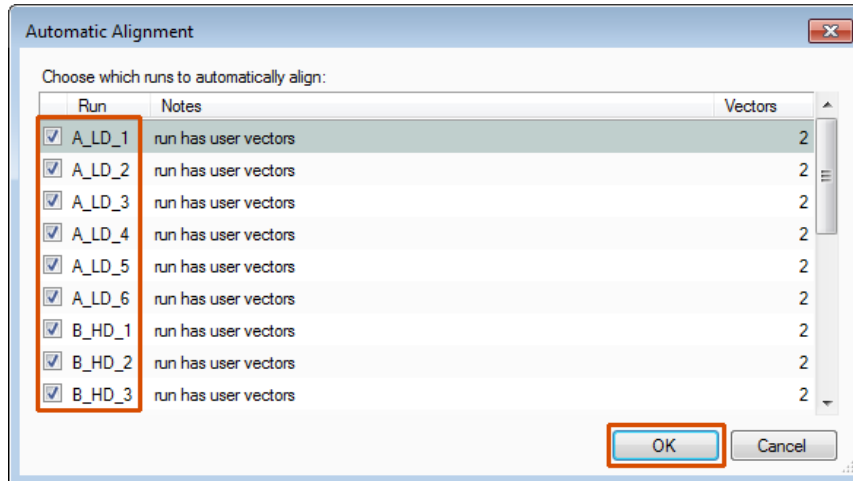 Automatic Alignment
Choose which runs to automatically align:
Run Notes Vectors
A_LD_1 run has user vectors 2
A_LD_2 run has user vectors 2
A_LD_3 run has user vectors 2
A_LD_4 run has user vectors 2
A_LD_5 run has user vectors 2
A_LD_6 run has user vectors 2
B_HD_1 run has user vectors 2
B_HD_2 run has user vectors 2
B_HD_3 run has user vectors 2
OK Cancel